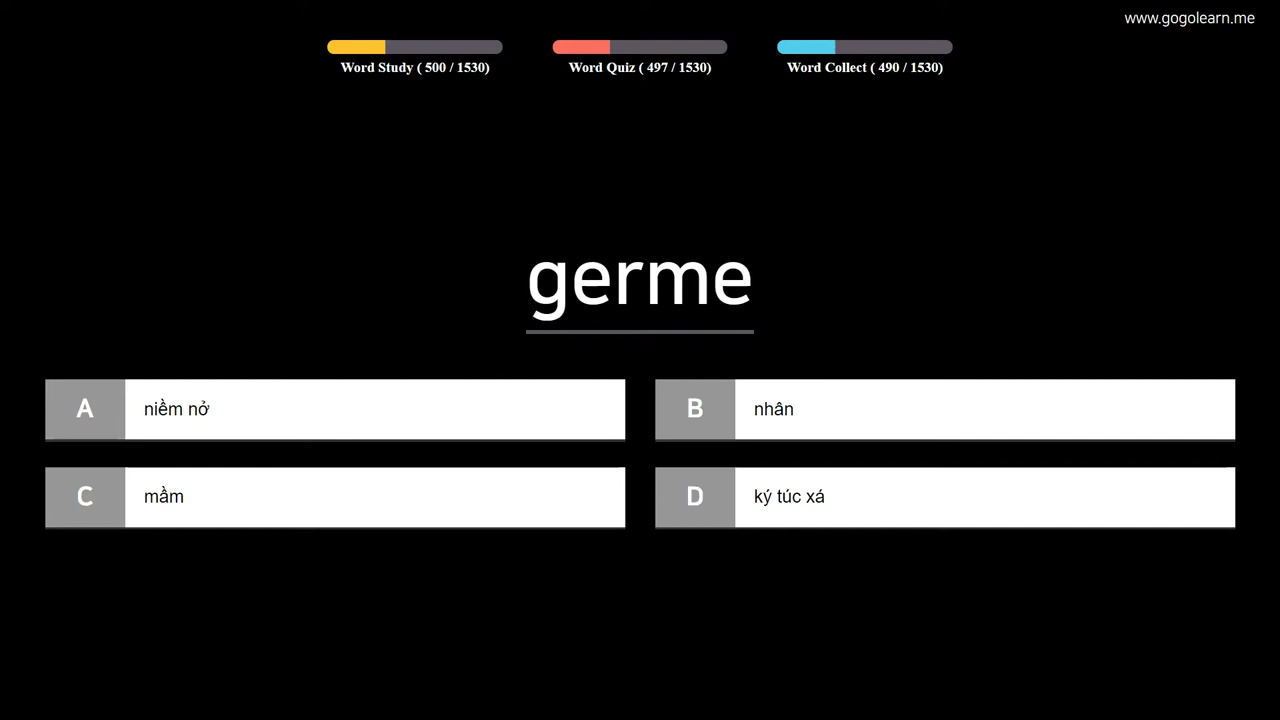 www.gogolearn.me
Word Study ( 500 / 1530)
Word Quiz ( 497 / 1530)
Word Collect ( 490 / 1530)
germe
A niềm nở
B nhân
C mầm
D ký túc xá